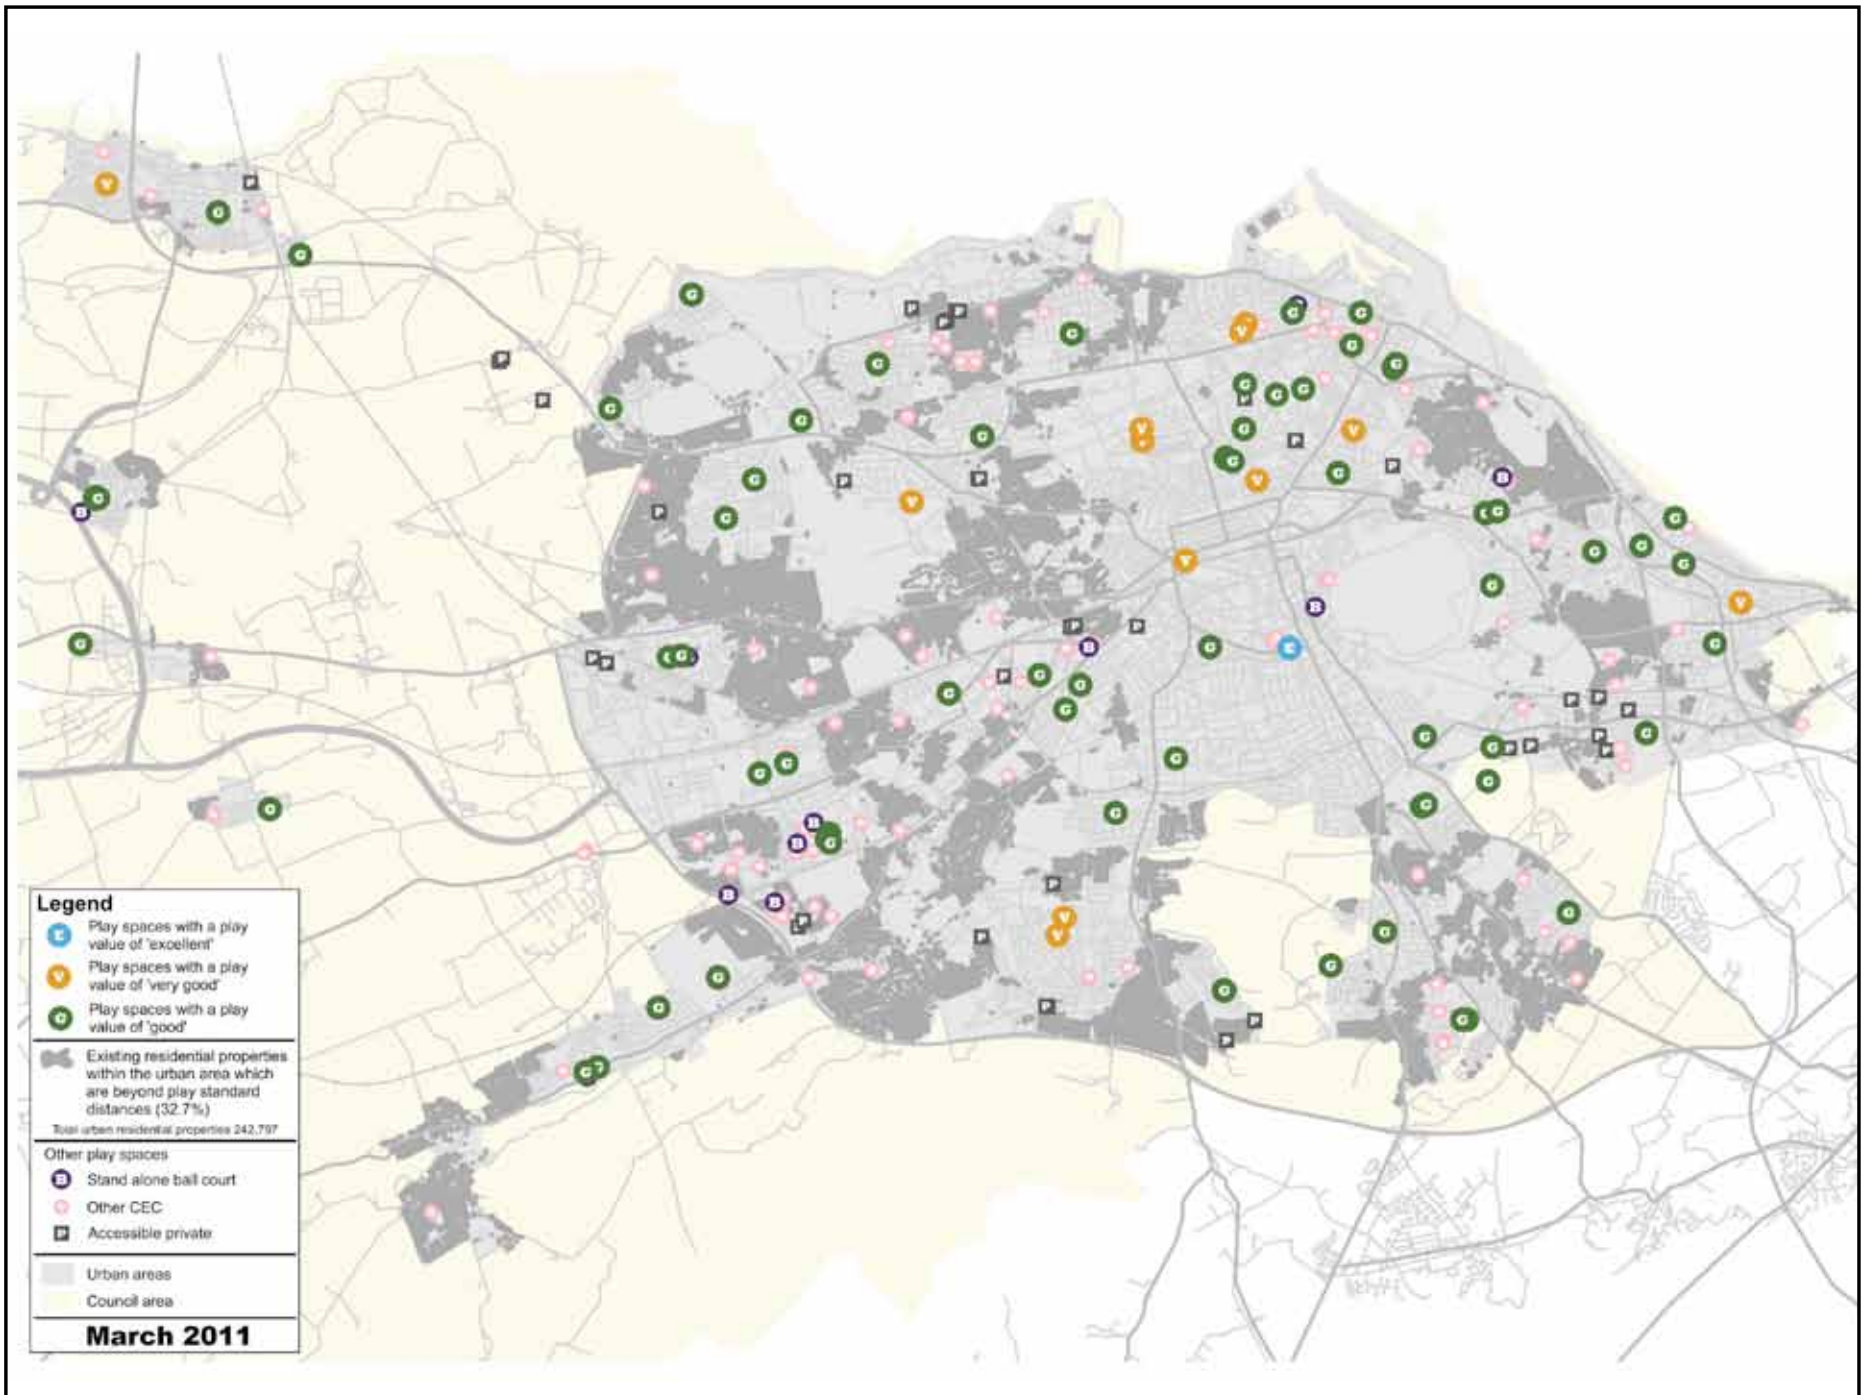 Legend
E
Play spaces with a play
value of 'excellent'
V
Play spaces with a play
value of 'very good'
G
Play spaces with a play
value of 'good'
Existing residential properties
within the urban area which
are beyond play standard
distances (32.7%)
Total urban residential properties 242,797
Other play spaces
B
Stand alone ball court
Other CEC
P
Accessible private
Urban areas
Council area
March 2011